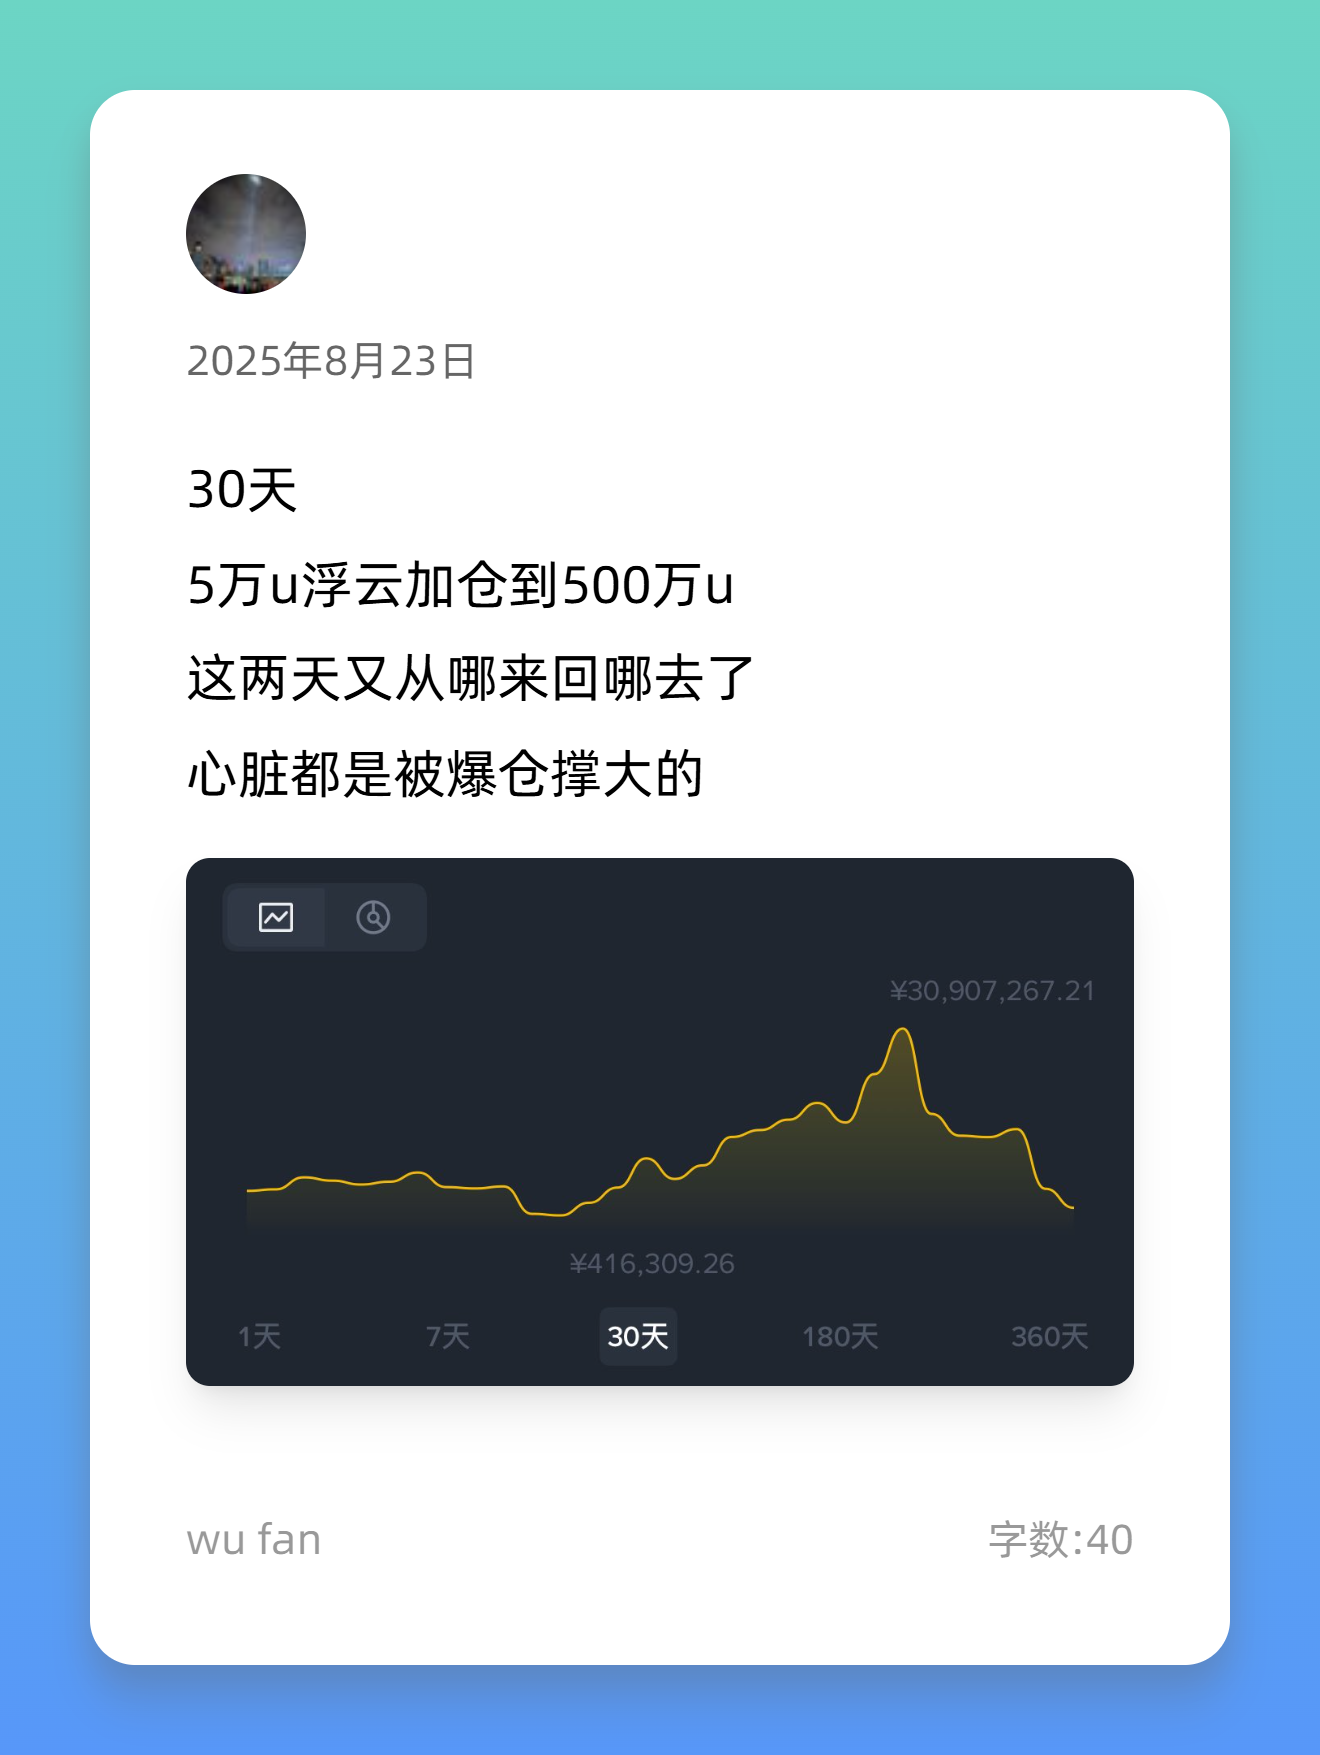 2025年8月23日
30天
5万u浮云加仓到500万u
这两天又从哪来回哪去了
心脏都是被爆仓撑大的
¥30,907,267.21
¥416,309.26
1天 7天 30天 180天 360天
wu fan 字数:40